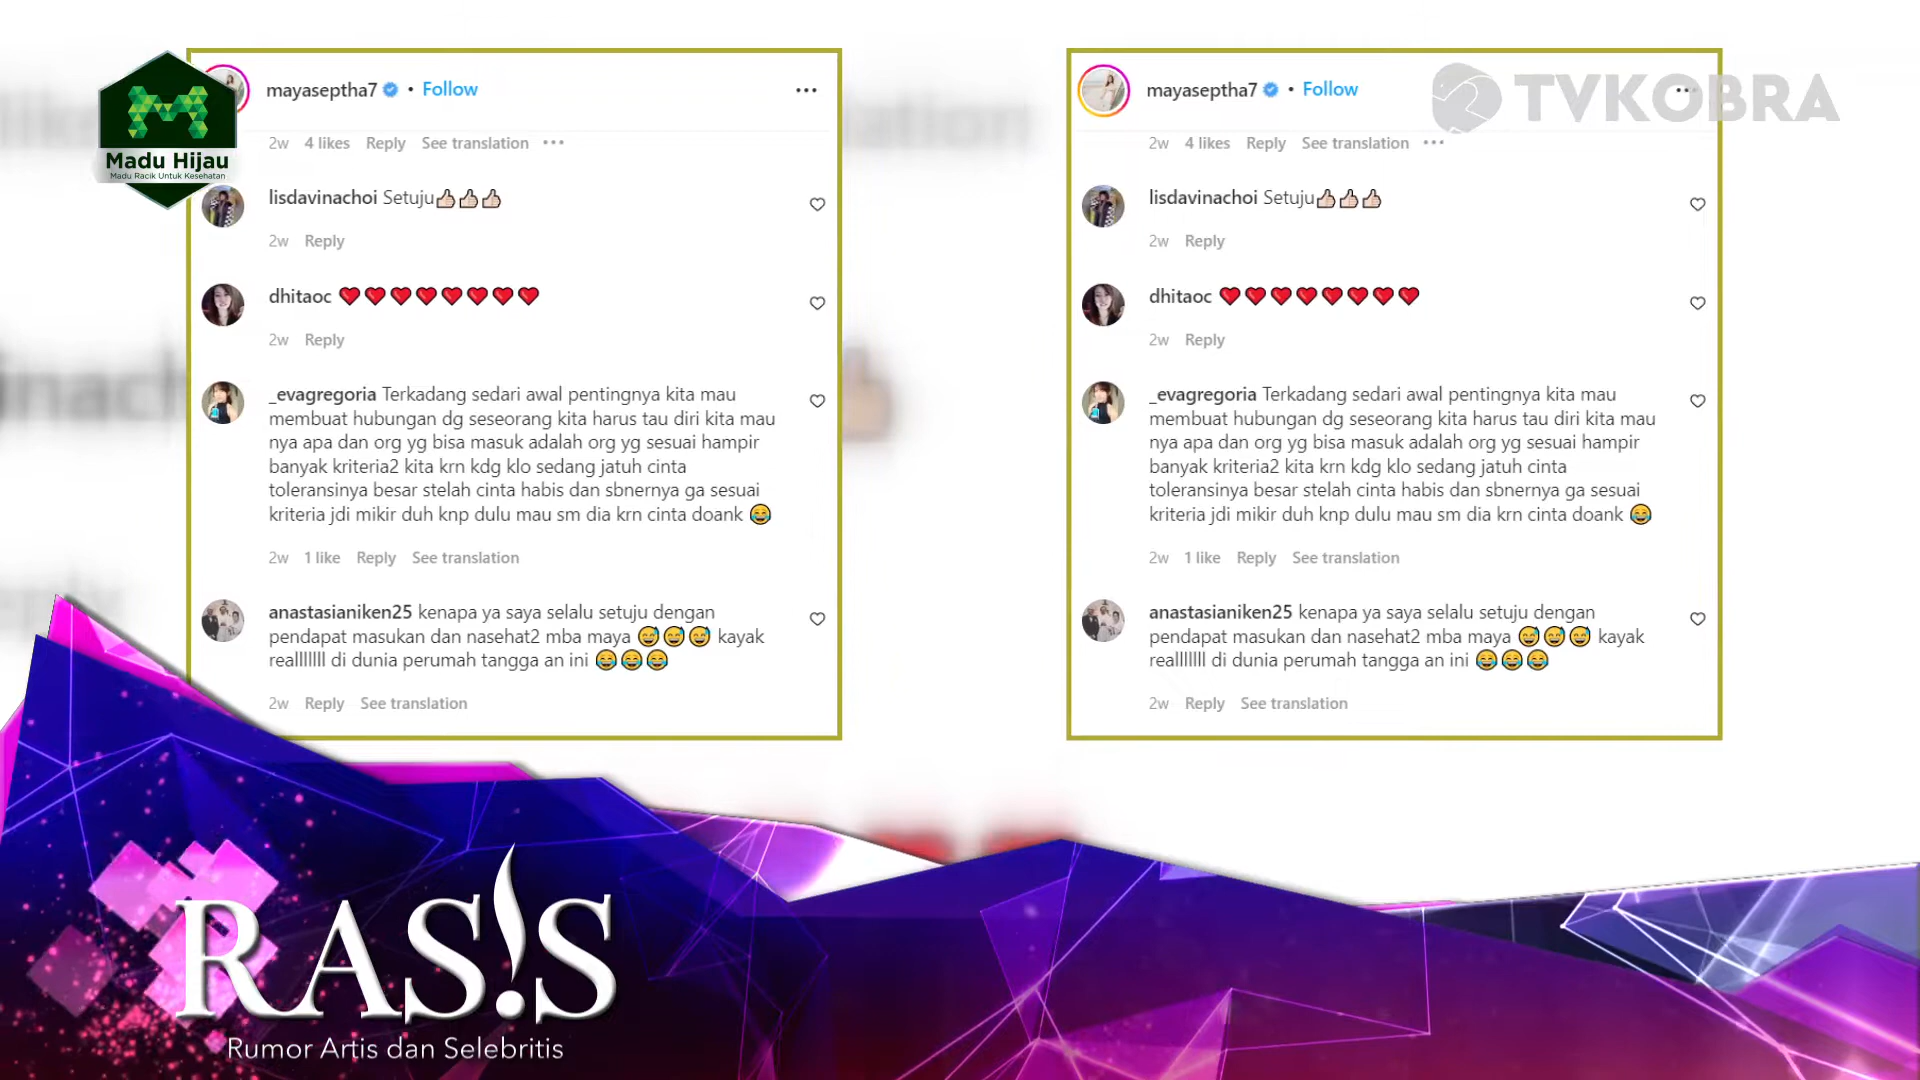 Madu Hijau
Madu Racik Untuk Kesehatan
mayaseptha7 • Follow
2w 4 likes Reply See translation
lisdavinachoi Setuju👍🏻👍🏻👍🏻
2w Reply
dhitaoc ❤️❤️❤️❤️❤️❤️❤️❤️
2w Reply
_evagregoria Terkadang sedari awal pentingnya kita mau
membuat hubungan dg seseorang kita harus tau diri kita mau
nya apa dan org yg bisa masuk adalah org yg sesuai hampir
banyak kriteria2 kita krn kdg klo sedang jatuh cinta
toleransinya besar stelah cinta habis dan sbnernya ga sesuai
kriteria jdi mikir duh knp dulu mau sm dia krn cinta doank 😂
2w 1 like Reply See translation
anastasianiken25 kenapa ya saya selalu setuju dengan
pendapat masukan dan nasehat2 mba maya 😅😅😅 kayak
realllllll di dunia perumah tangga an ini 😂😂😂
2w Reply See translation
TVKOBRA
mayaseptha7 • Follow
2w 4 likes Reply See translation
lisdavinachoi Setuju👍🏻👍🏻👍🏻
2w Reply
dhitaoc ❤️❤️❤️❤️❤️❤️❤️❤️
2w Reply
_evagregoria Terkadang sedari awal pentingnya kita mau
membuat hubungan dg seseorang kita harus tau diri kita mau
nya apa dan org yg bisa masuk adalah org yg sesuai hampir
banyak kriteria2 kita krn kdg klo sedang jatuh cinta
toleransinya besar stelah cinta habis dan sbnernya ga sesuai
kriteria jdi mikir duh knp dulu mau sm dia krn cinta doank 😂
2w 1 like Reply See translation
anastasianiken25 kenapa ya saya selalu setuju dengan
pendapat masukan dan nasehat2 mba maya 😅😅😅 kayak
realllllll di dunia perumah tangga an ini 😂😂😂
2w Reply See translation
RASIS
Rumor Artis dan Selebritis